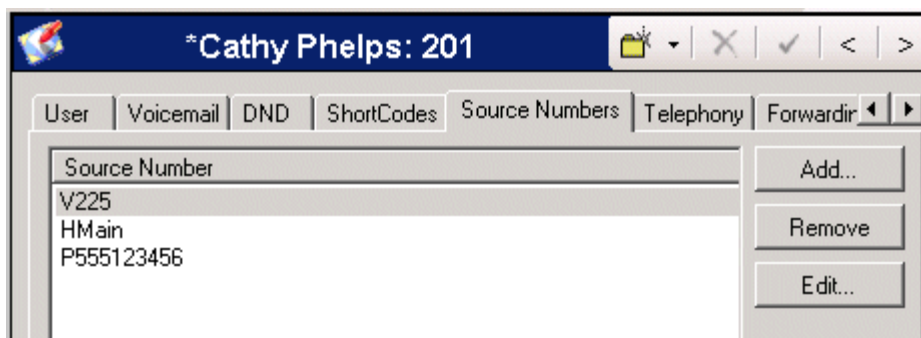 *Cathy Phelps: 201
< >
User Voicemail DND ShortCodes Source Numbers Telephony Forwardin
Source Number
V225
HMain
P555123456
Add...
Remove
Edit...